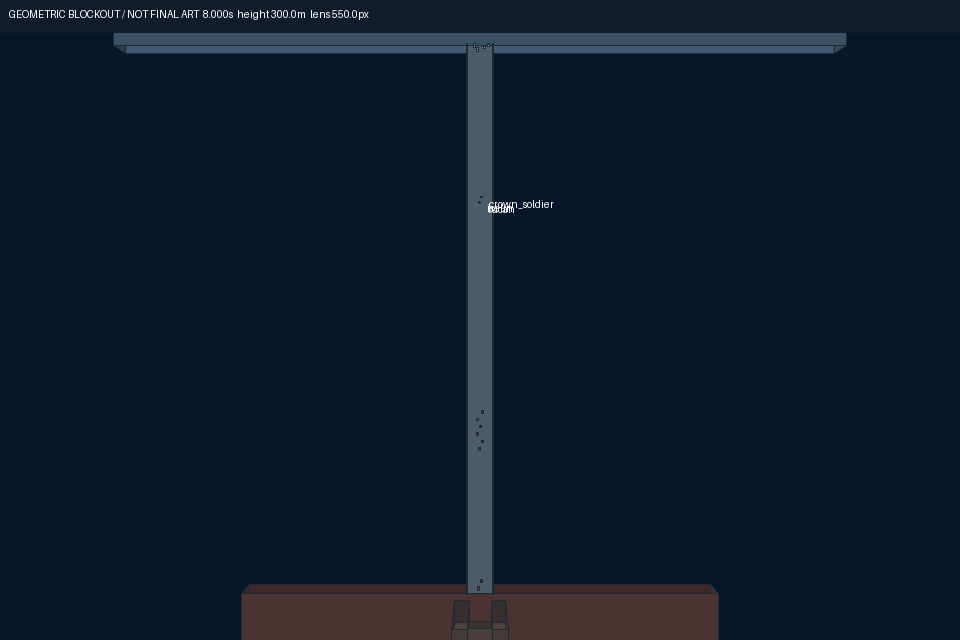 GEOMETRIC BLOCKOUT / NOT FINAL ART 8.000s height 300.0m lens 550.0px
crown_soldier